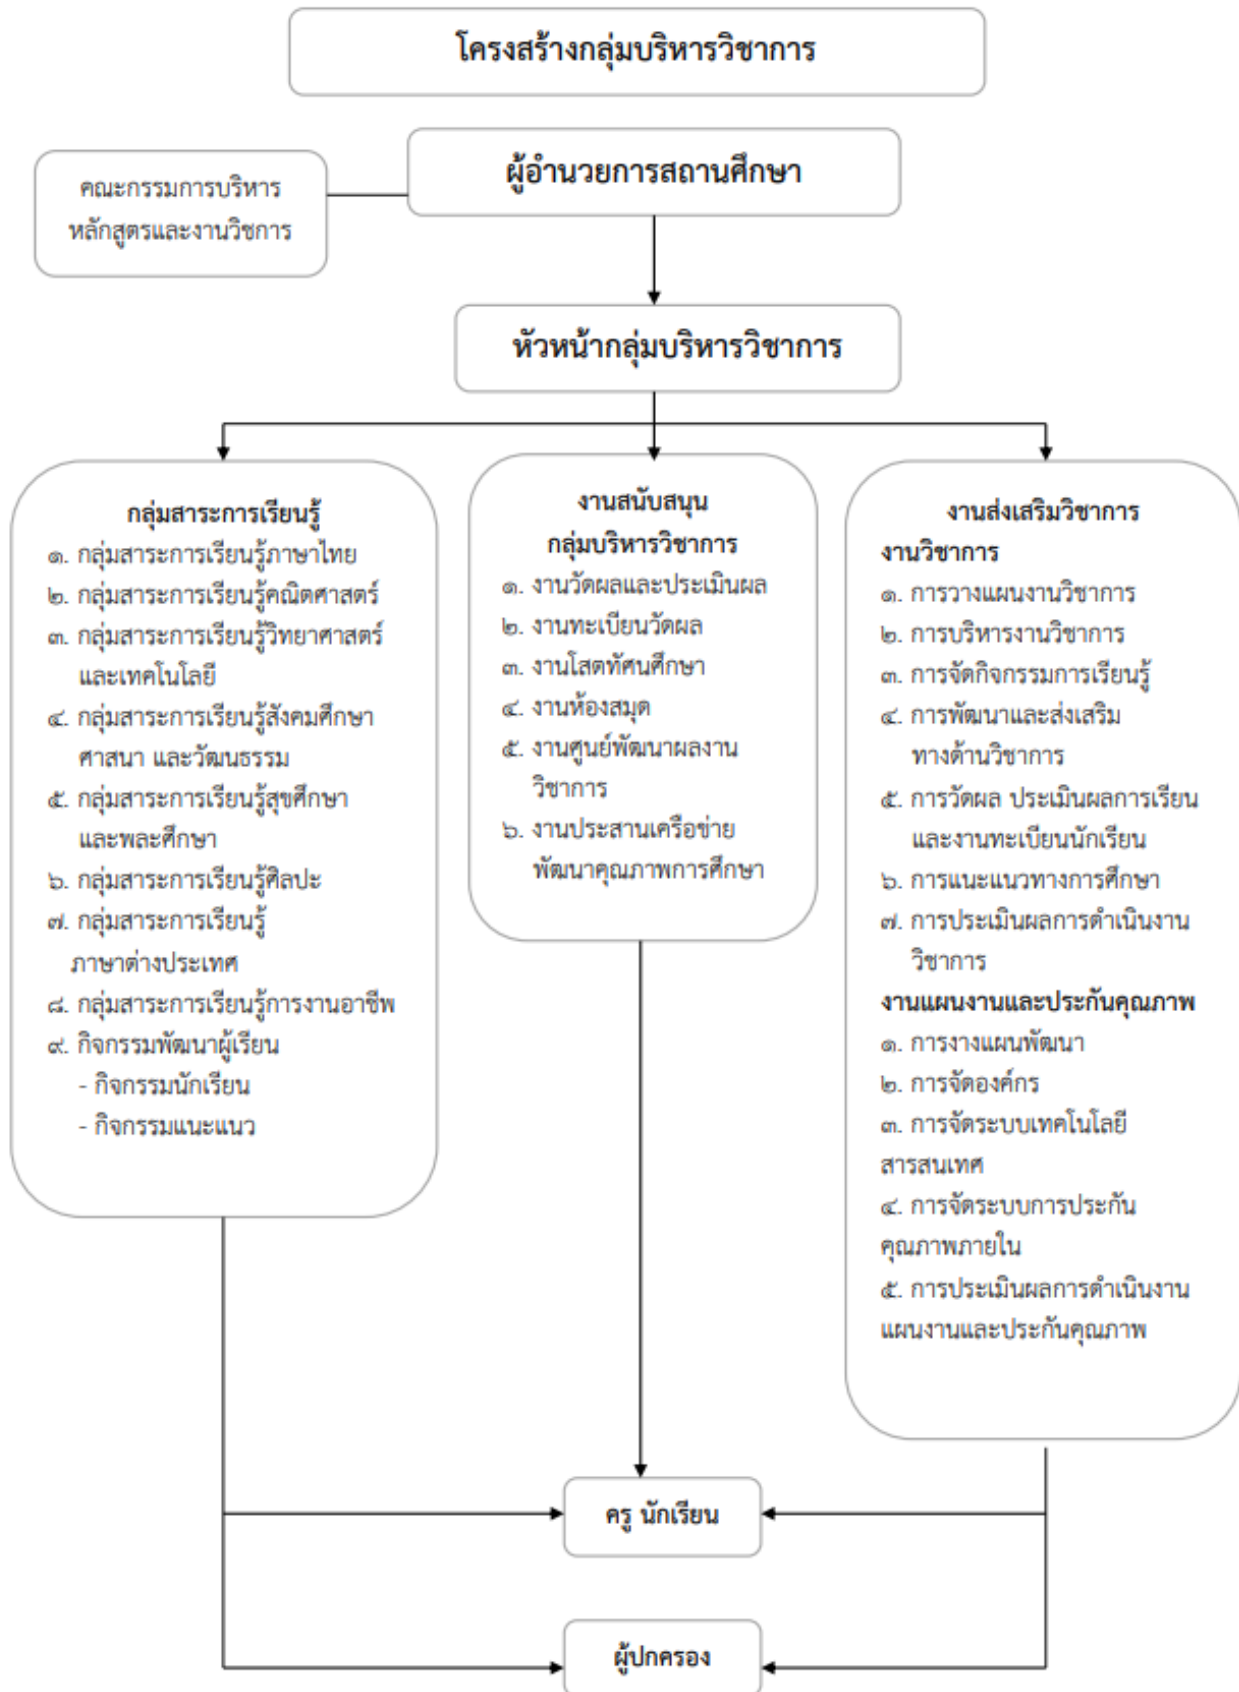 โครงสร้างกลุ่มบริหารวิชาการ
ผู้อำนวยการสถานศึกษา
คณะกรรมการบริหาร
หลักสูตรและงานวิชการ
หัวหน้ากลุ่มบริหารวิชาการ
กลุ่มสาระการเรียนรู้
๑. กลุ่มสาระการเรียนรู้ภาษาไทย
๒. กลุ่มสาระการเรียนรู้คณิตศาสตร์
๓. กลุ่มสาระการเรียนรู้วิทยาศาสตร์
และเทคโนโลยี
๔. กลุ่มสาระการเรียนรู้สังคมศึกษา
ศาสนา และวัฒนธรรม
๕. กลุ่มสาระการเรียนรู้สุขศึกษา
และพละศึกษา
๖. กลุ่มสาระการเรียนรู้ศิลปะ
๗. กลุ่มสาระการเรียนรู้
ภาษาต่างประเทศ
๘. กลุ่มสาระการเรียนรู้การงานอาชีพ
๙. กิจกรรมพัฒนาผู้เรียน
- กิจกรรมนักเรียน
- กิจกรรมแนะแนว
งานสนับสนุน
กลุ่มบริหารวิชาการ
๑. งานวัดผลและประเมินผล
๒. งานทะเบียนวัดผล
๓. งานโสตทัศนศึกษา
๔. งานห้องสมุด
๕. งานศูนย์พัฒนาผลงาน
วิชาการ
๖. งานประสานเครือข่าย
พัฒนาคุณภาพการศึกษา
งานส่งเสริมวิชาการ
งานวิชาการ
๑. การวางแผนงานวิชาการ
๒. การบริหารงานวิชาการ
๓. การจัดกิจกรรมการเรียนรู้
๔. การพัฒนาและส่งเสริม
ทางด้านวิชาการ
๕. การวัดผล ประเมินผลการเรียน
และงานทะเบียนนักเรียน
๖. การแนะแนวทางการศึกษา
๗. การประเมินผลการดำเนินงาน
วิชาการ
งานแผนงานและประกันคุณภาพ
๑. การงางแผนพัฒนา
๒. การจัดองค์กร
๓. การจัดระบบเทคโนโลยี
สารสนเทศ
๔. การจัดระบบการประกัน
คุณภาพภายใน
๕. การประเมินผลการดำเนินงาน
แผนงานและประกันคุณภาพ
ครู นักเรียน
ผู้ปกครอง